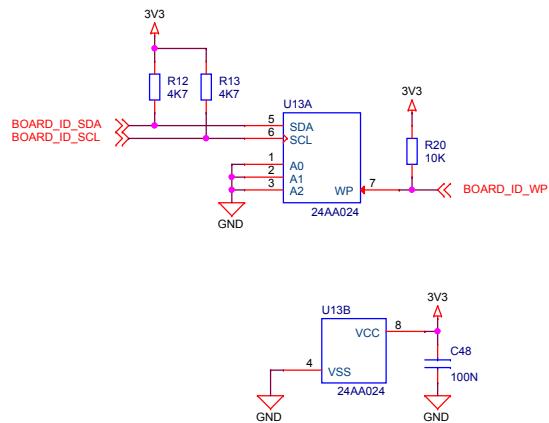 3V3
R12
4K7
R13
4K7
U13A
3V3
BOARD_ID_SDA
BOARD_ID_SCL
5
6
SDA
SCL
R20
10K
1
2
3
A0
A1
A2
WP
7
BOARD_ID_WP
24AA024
GND
U13B
3V3
VCC
8
4
VSS
C48
100N
24AA024
GND
GND